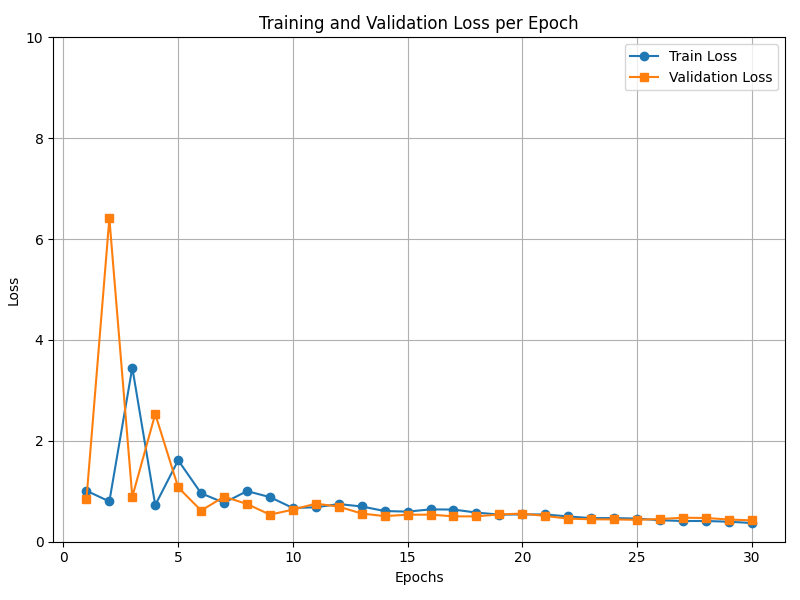 Training and Validation Loss per Epoch
Train Loss
Validation Loss
10
8
6
4
2
0
Loss
0 5 10 15 20 25 30
Epochs